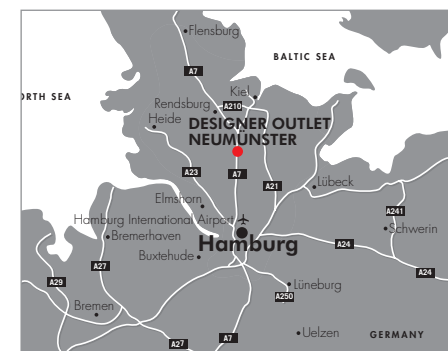 Flensburg
A7
BALTIC SEA
ORTH SEA
Kiel
Rendsburg
A210
Heide
DESIGNER OUTLET
NEUMÜNSTER
A23
A7
A21
Lübeck
Elmshorn
A241
Hamburg International Airport
Schwerin
Bremerhaven
Hamburg
A24
Buxtehude
A27
A24
A29
Lüneburg
A250
Bremen
Uelzen
GERMANY
A7
A27